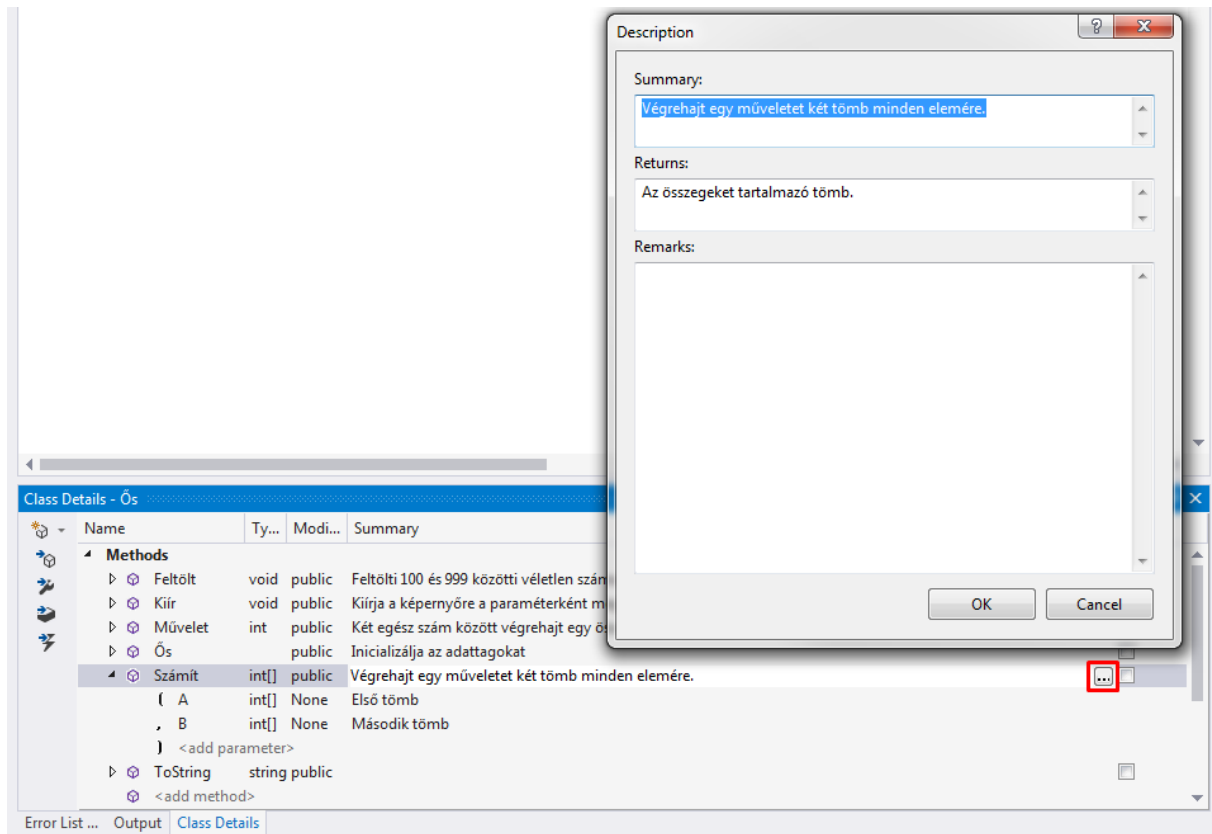 Description
Summary:
Végrehajt egy műveletet két tömb minden elemére.
Returns:
Az összegeket tartalmazó tömb.
Remarks:
OK Cancel
Class Details - Ős
Name Ty... Modi... Summary
Methods
Feltölt void public Feltölti 100 és 999 közötti véletlen szám
Kiír void public Kiírja a képernyőre a paraméterként m
Művelet int public Két egész szám között végrehajt egy ös
Ős public Inicializálja az adattagokat
Számít int[] public Végrehajt egy műveletet két tömb minden elemére. ...
( A int[] None Első tömb
, B int[] None Második tömb
) <add parameter>
ToString string public
<add method>
Error List ... Output Class Details